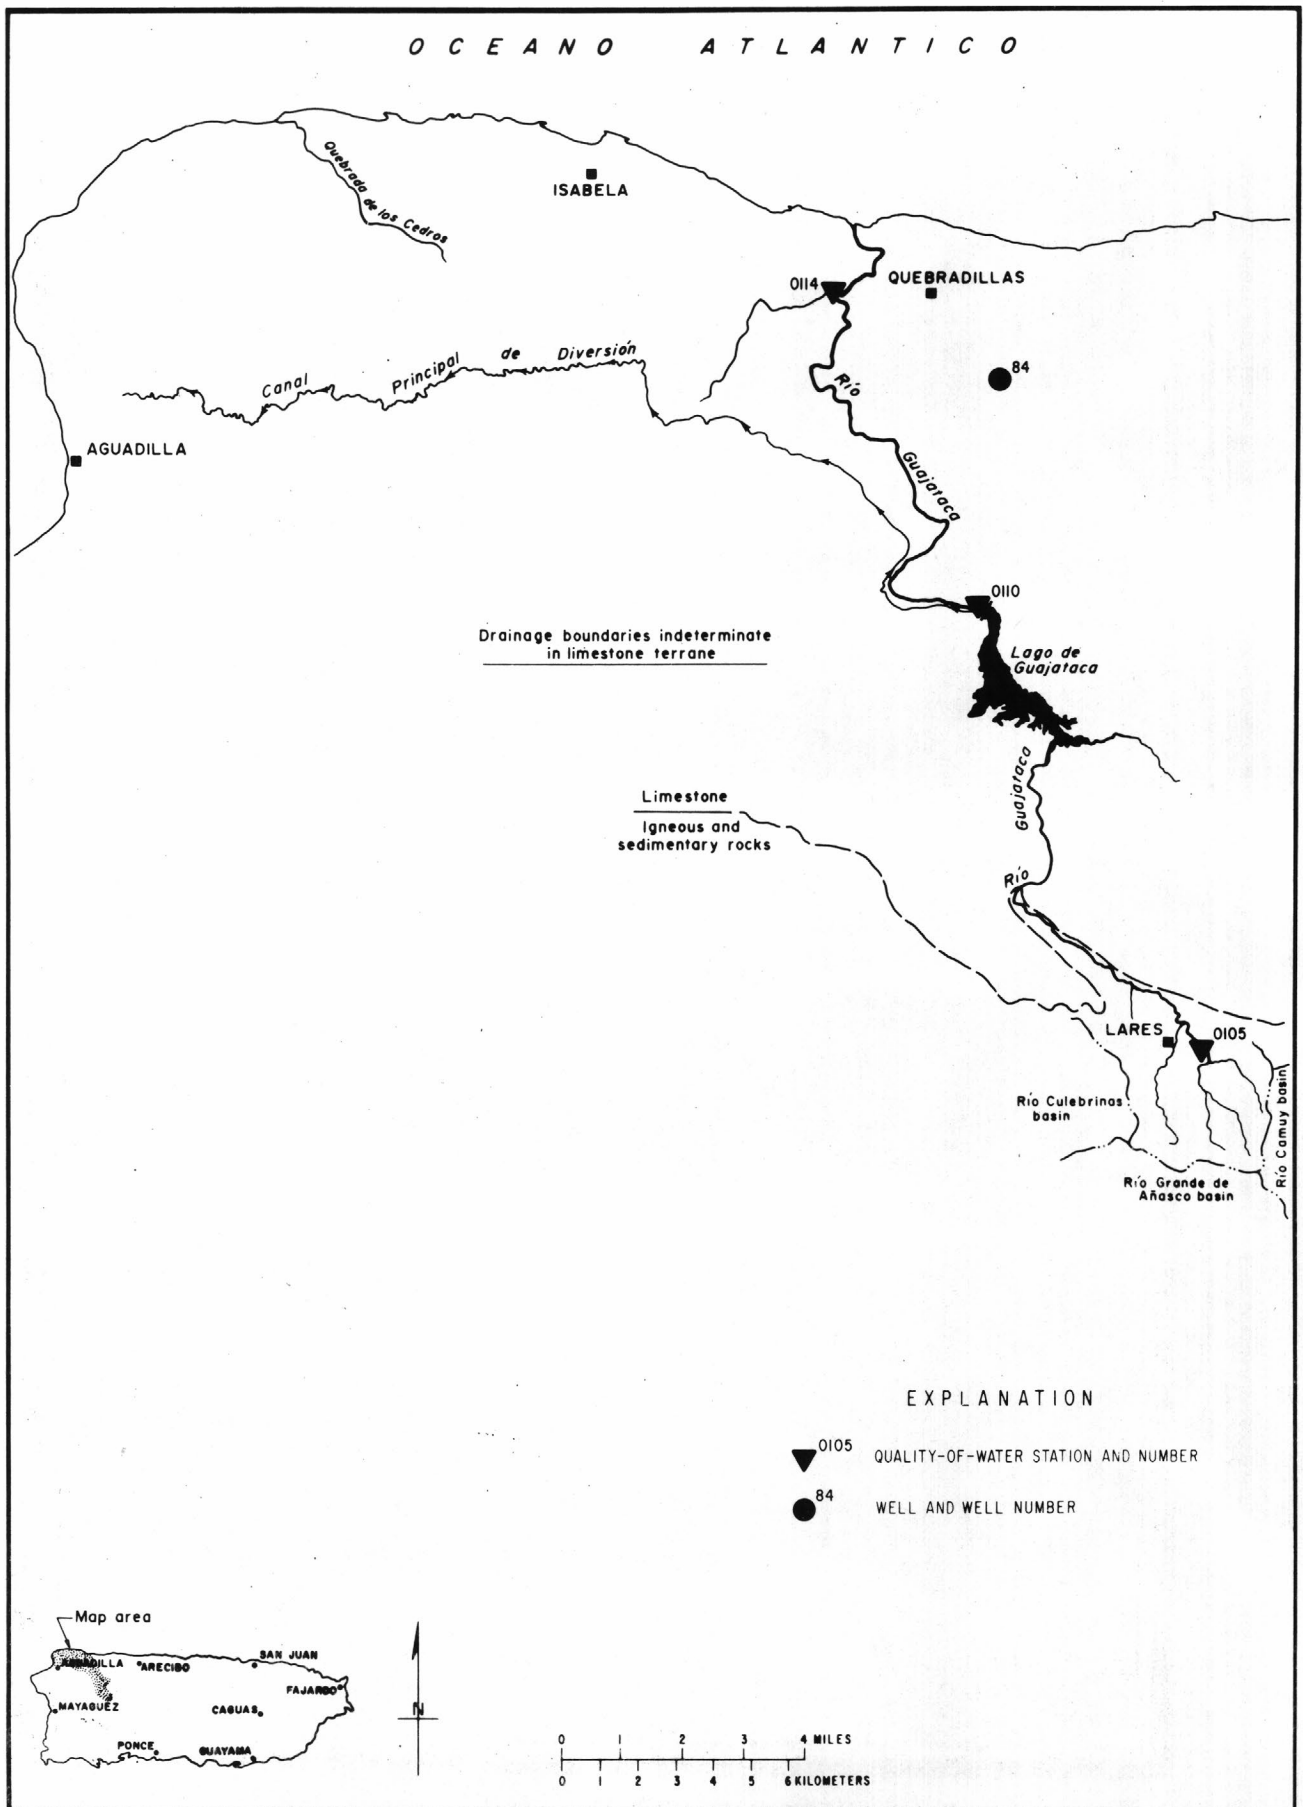 OCEANO ATLANTICO
Quebrada de los Cedros
ISABELA
0114
QUEBRADILLAS
84
Río
Guajataca
Canal Principal de Diversión
AGUADILLA
0110
Drainage boundaries indeterminate
in limestone terrane
Lago de
Guajataca
Guajataca
Río
Limestone
Igneous and
sedimentary rocks
LARES
0105
Río Culebrinas
basin
Río Camuy basin
Río Grande de
Añasco basin
EXPLANATION
0105
QUALITY-OF-WATER STATION AND NUMBER
84
WELL AND WELL NUMBER
Map area
AGUADILLA
ARECIBO
SAN JUAN
FAJARDO
MAYAGUEZ
CAGUAS
PONCE
GUAYAMA
N
0 1 2 3 4 MILES
0 1 2 3 4 5 6 KILOMETERS